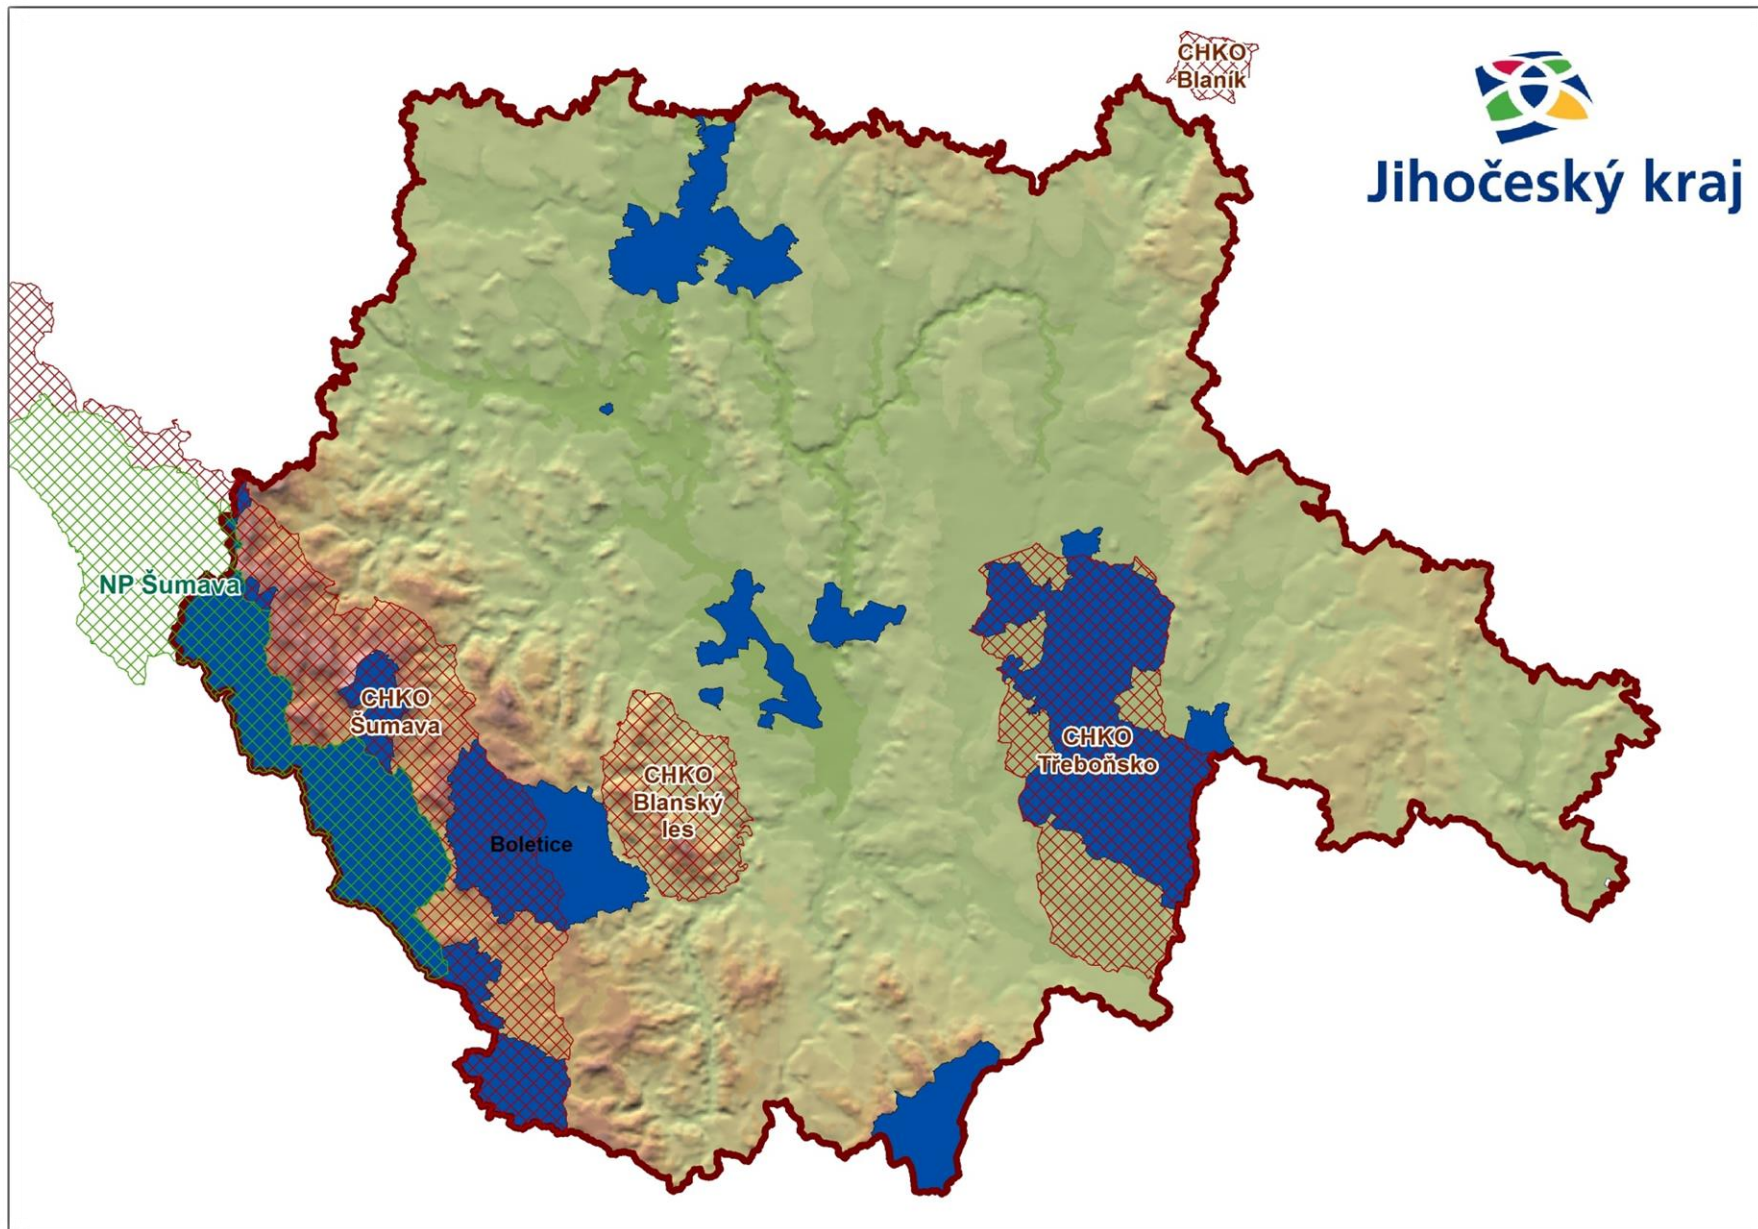 CHKO
Blaník
Jihočeský kraj
NP Šumava
CHKO
Šumava
CHKO
Třeboňsko
CHKO
Blanský
les
Boletice